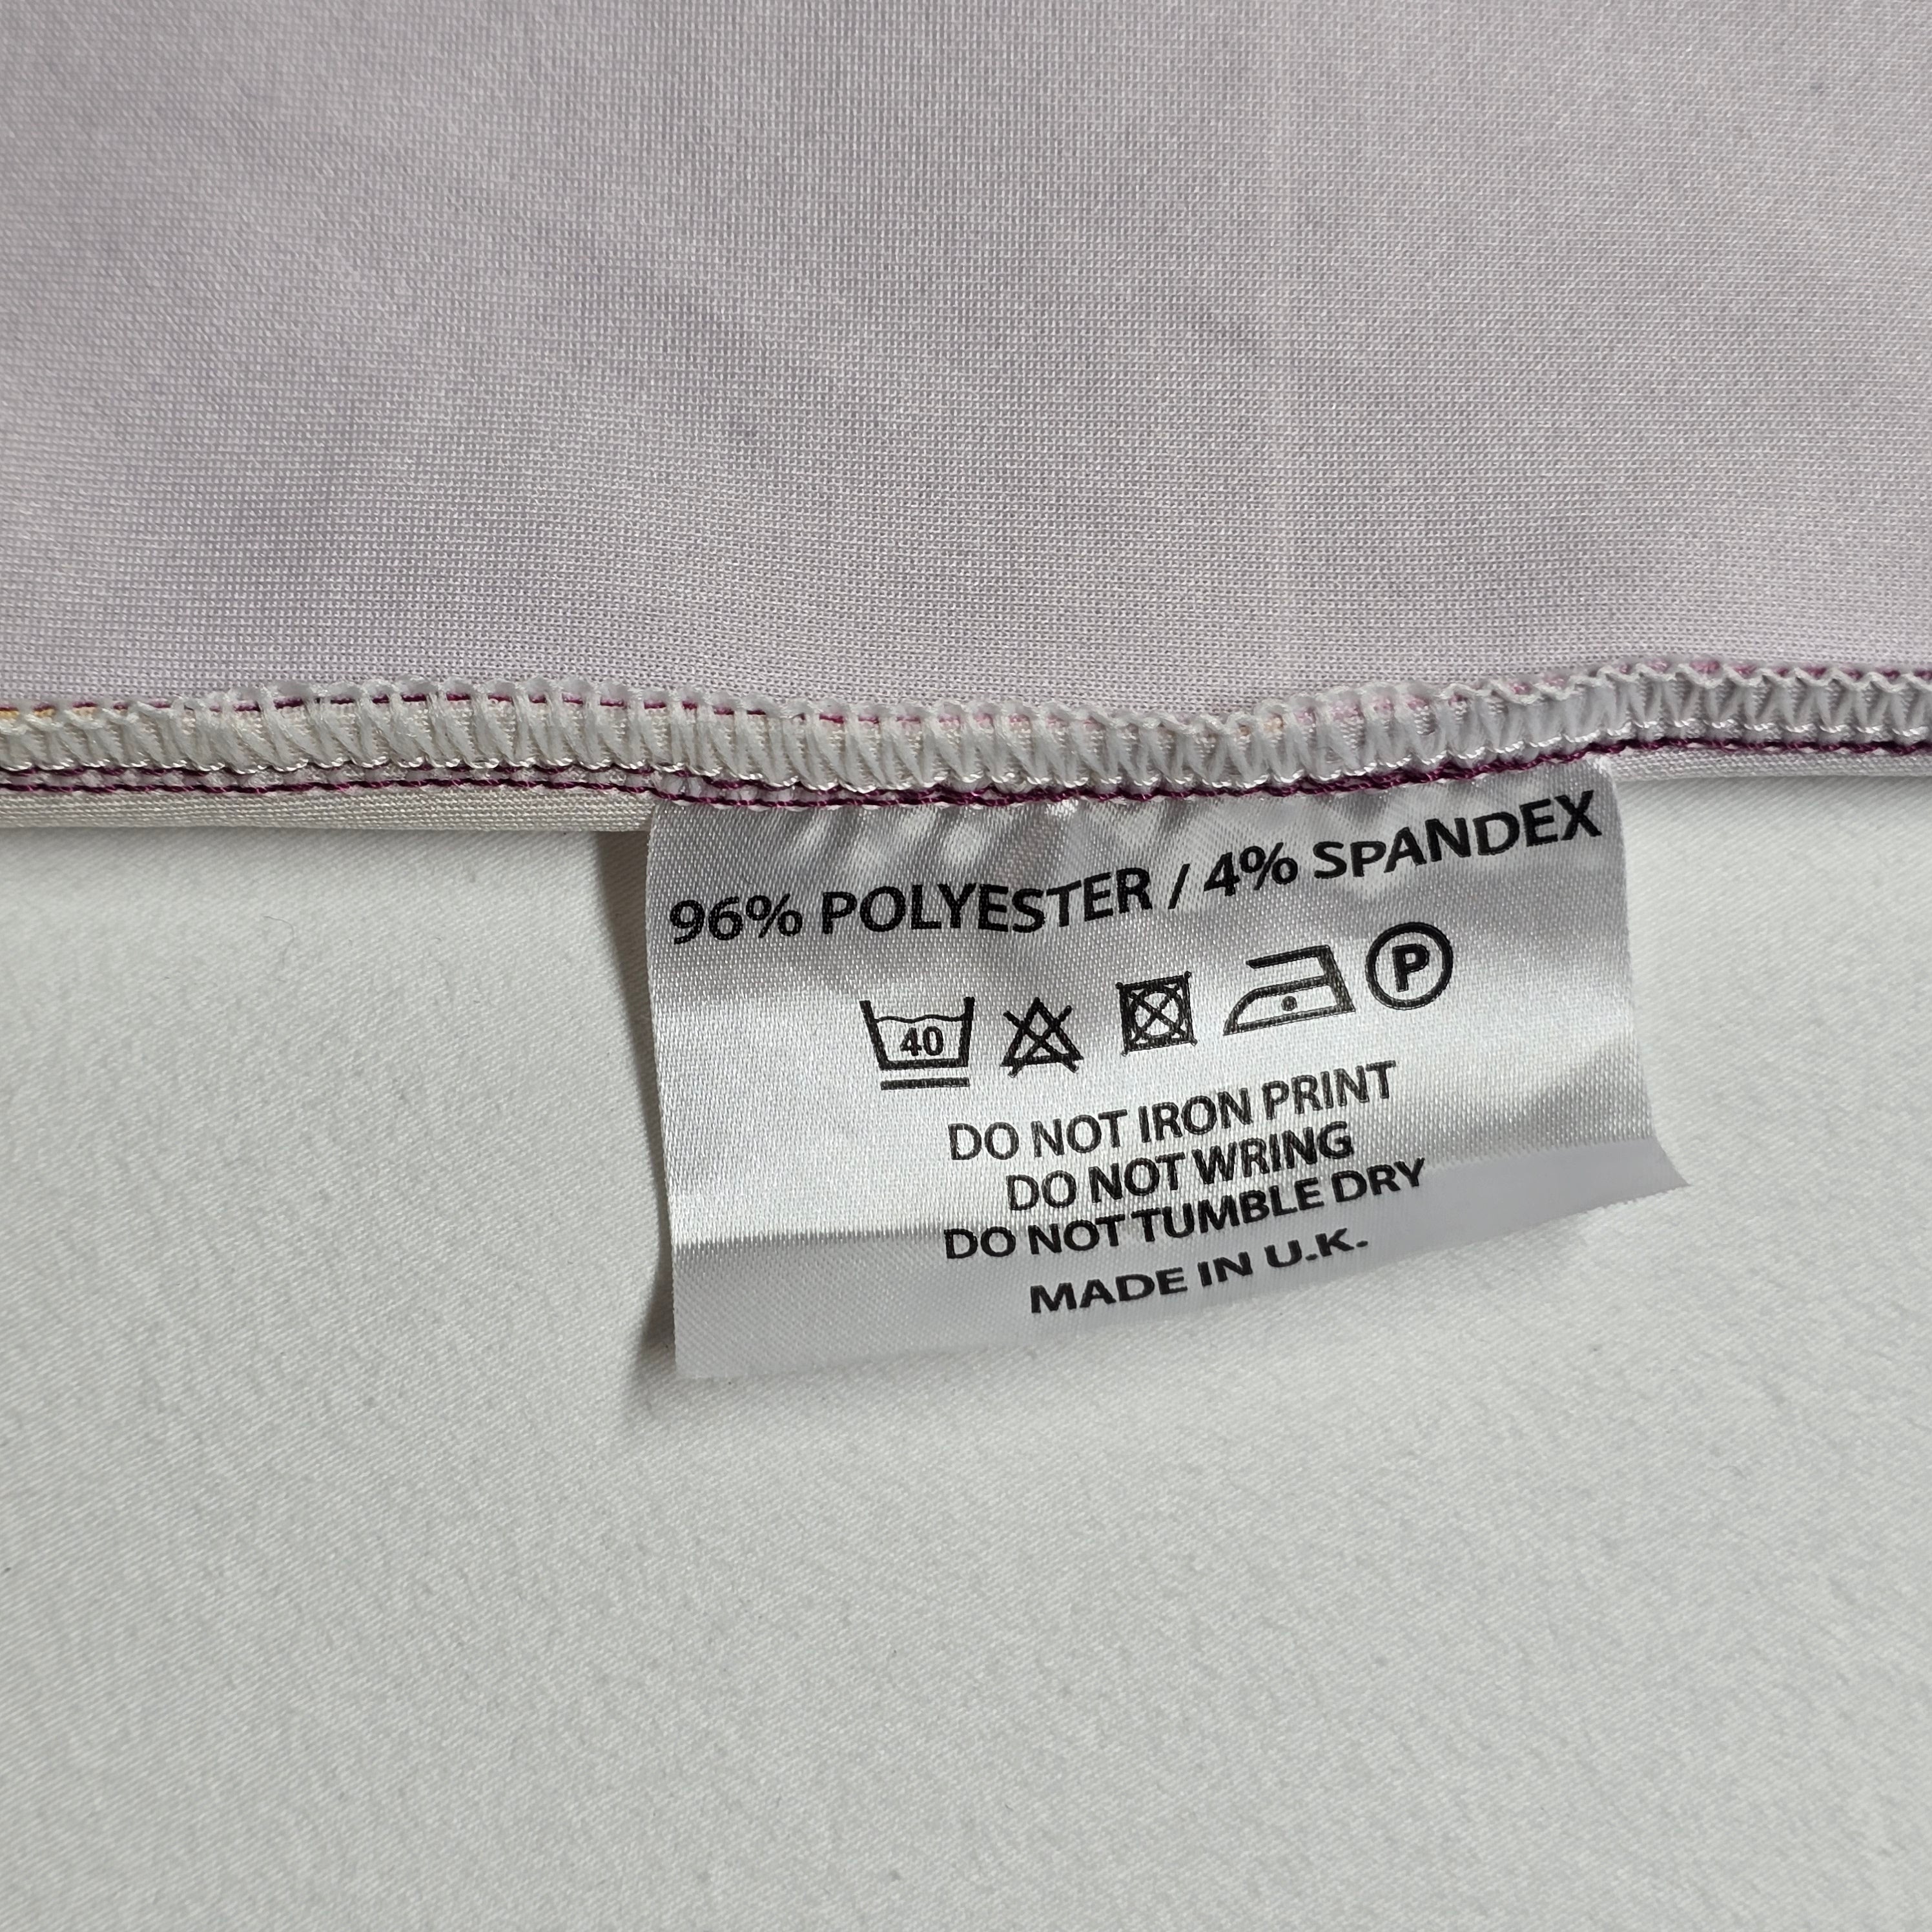 96% POLYESTER / 4% SPANDEX
40 P
DO NOT IRON PRINT
DO NOT WRING
DO NOT TUMBLE DRY
MADE IN U.K.